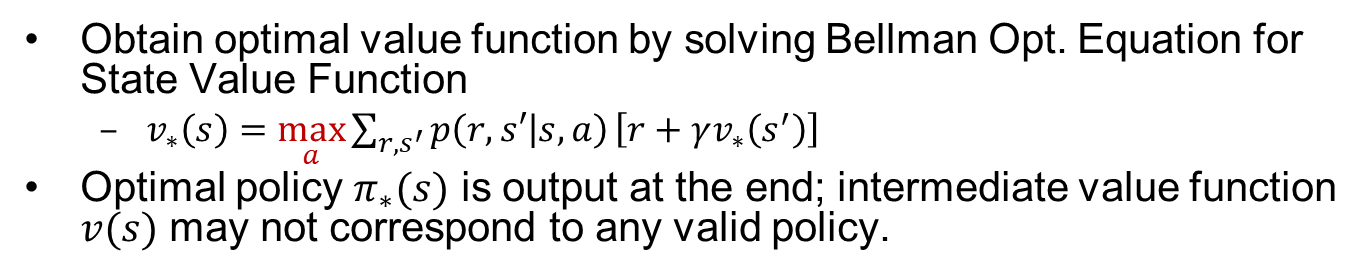 • Obtain optimal value function by solving Bellman Opt. Equation for
State Value Function
– 𝑣∗(𝑠) = max𝑎 ∑𝑟,𝑠′ 𝑝(𝑟, 𝑠′|𝑠, 𝑎) [𝑟 + 𝛾𝑣∗(𝑠′)]
• Optimal policy 𝜋∗(𝑠) is output at the end; intermediate value function
𝑣(𝑠) may not correspond to any valid policy.